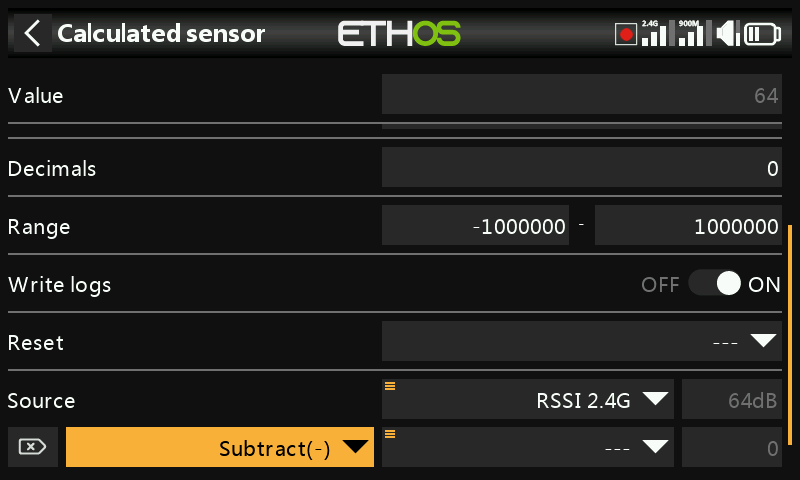 Calculated sensor ETHOS 2.4G 900M
Value 64
Decimals 0
Range -1000000 - 1000000
Write logs OFF ON
Reset ---
Source RSSI 2.4G 64dB
Subtract(-) --- 0